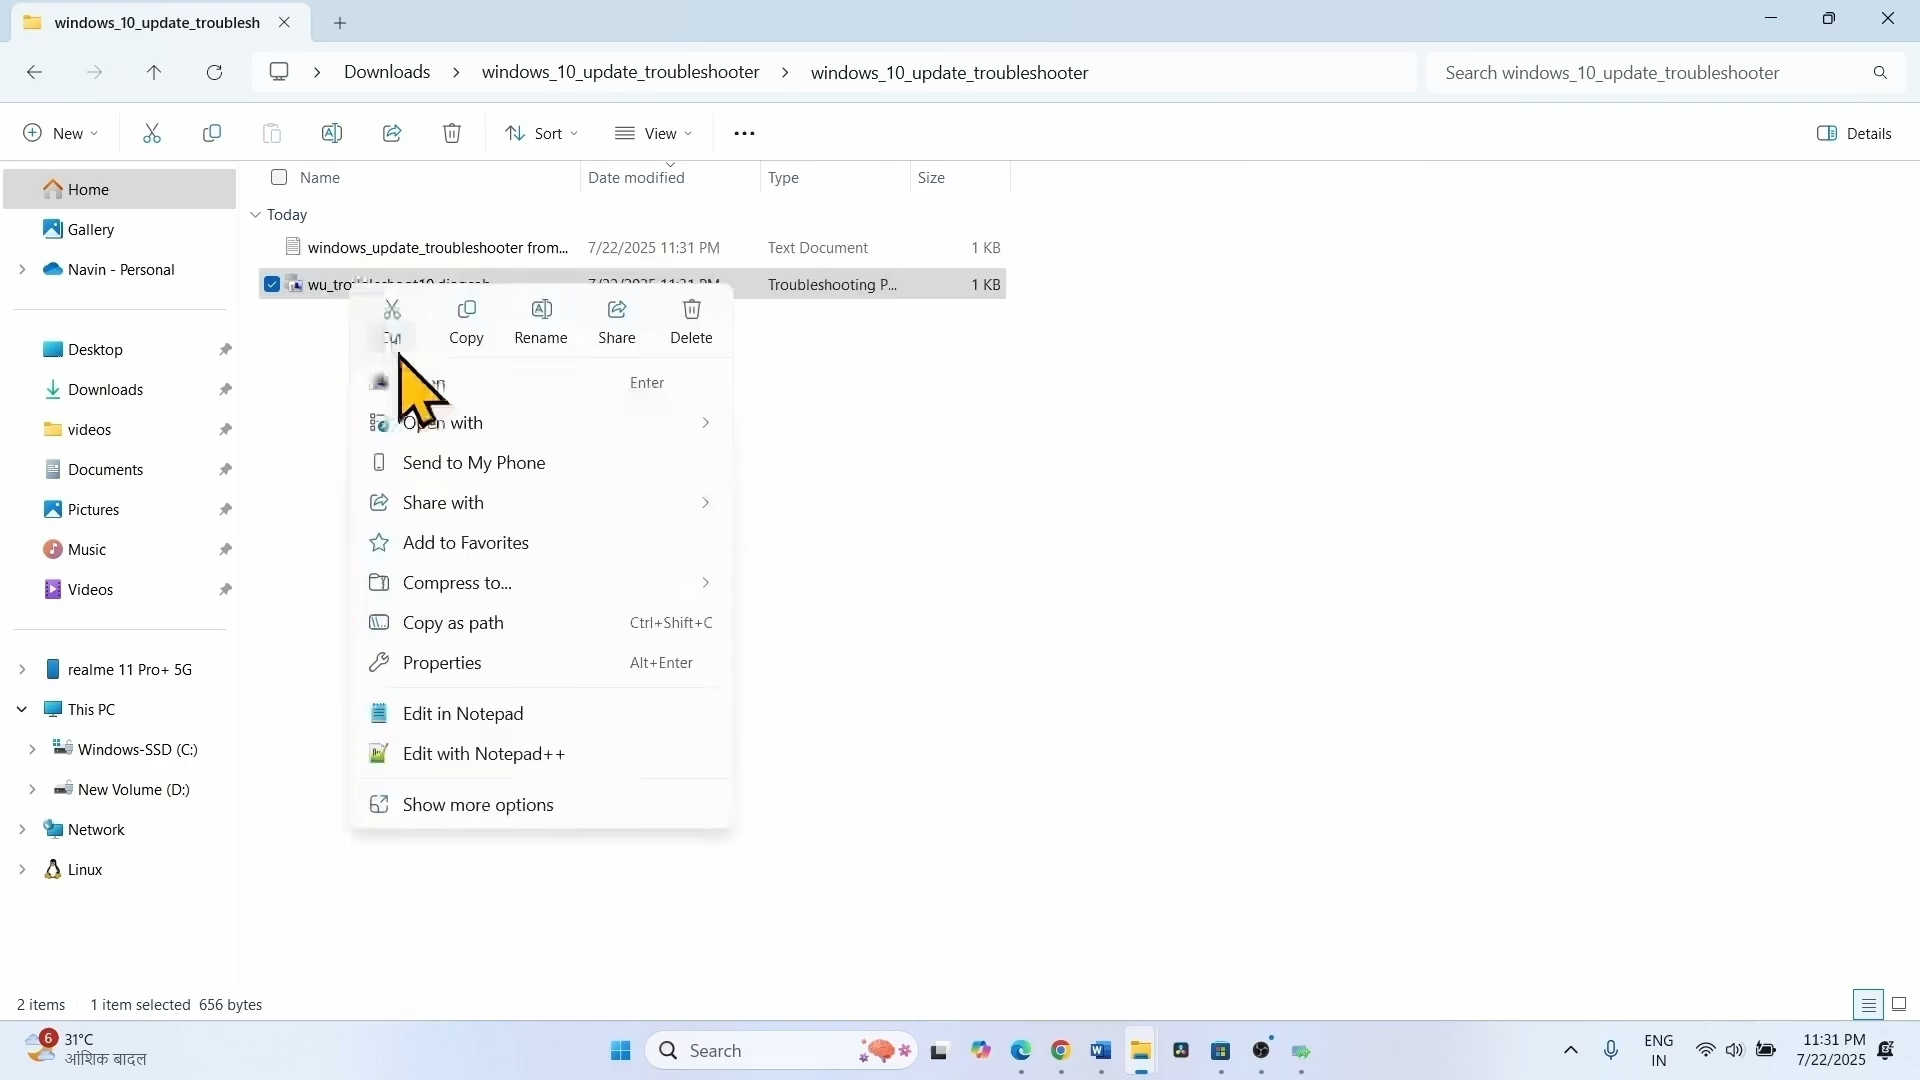 windows_10_update_troublesh
Downloads
windows_10_update_troubleshooter
windows_10_update_troubleshooter
Search windows_10_update_troubleshooter
New
Sort
View
Details
Name
Date modified
Type
Size
Today
windows_update_troubleshooter from...
7/22/2025 11:31 PM
Text Document
1 KB
Troubleshooting P...
1 KB
Cut
Copy
Rename
Share
Delete
Enter
Open with
Send to My Phone
Share with
Add to Favorites
Compress to...
Copy as path
Ctrl+Shift+C
Properties
Alt+Enter
Edit in Notepad
Edit with Notepad++
Show more options
Home
Gallery
Navin - Personal
Desktop
Downloads
videos
Documents
Pictures
Music
Videos
realme 11 Pro+ 5G
This PC
Windows-SSD (C:)
New Volume (D:)
Network
Linux
2 items
1 item selected 656 bytes
6
31°C
आंशिक बादल
Search
ENG
IN
11:31 PM
7/22/2025